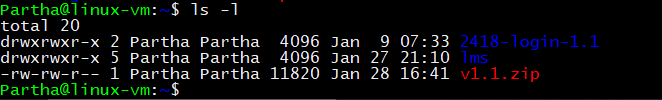 Partha@linux-vm:~$ ls -l
total 20
drwxrwxr-x 2 Partha Partha  4096 Jan  9 07:33 2418-login-1.1
drwxrwxr-x 5 Partha Partha  4096 Jan 27 21:10 lms
-rw-rw-r-- 1 Partha Partha 11820 Jan 28 16:41 v1.1.zip
Partha@linux-vm:~$